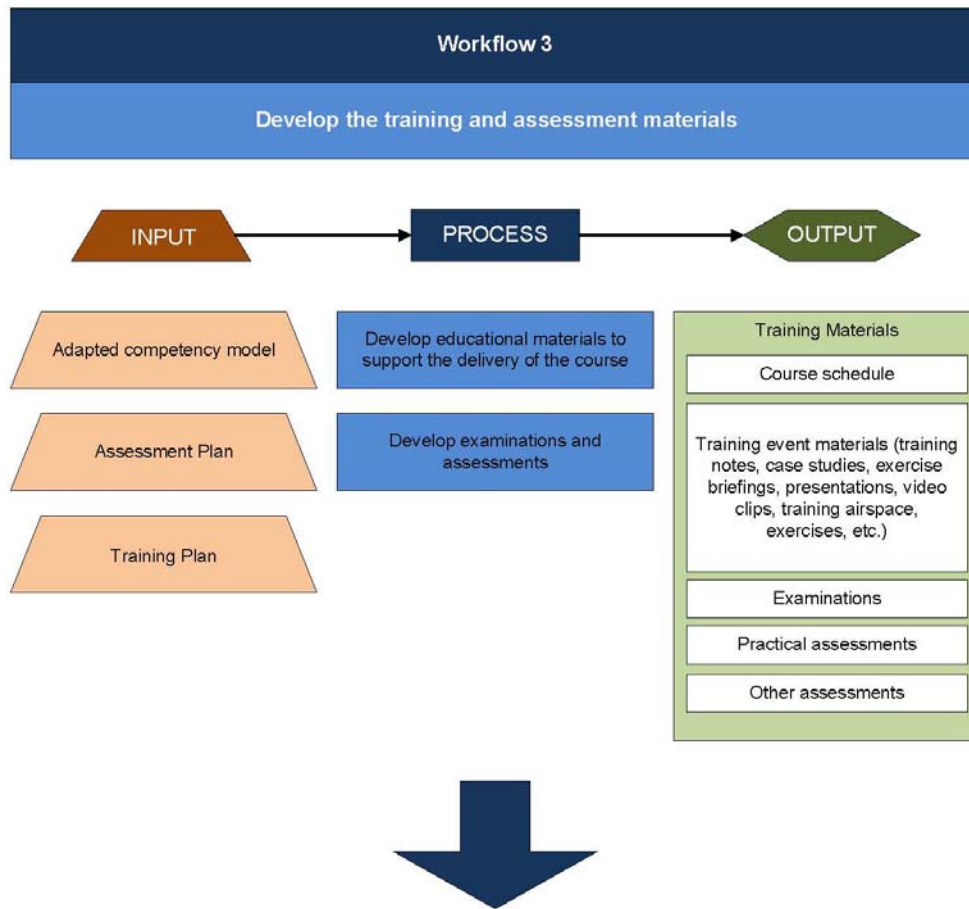 Workflow 3
Develop the training and assessment materials
INPUT
PROCESS
OUTPUT
Adapted competency model
Assessment Plan
Training Plan
Develop educational materials to
support the delivery of the course
Develop examinations and
assessments
Training Materials
Course schedule
Training event materials (training
notes, case studies, exercise
briefings, presentations, video
clips, training airspace,
exercises, etc.)
Examinations
Practical assessments
Other assessments